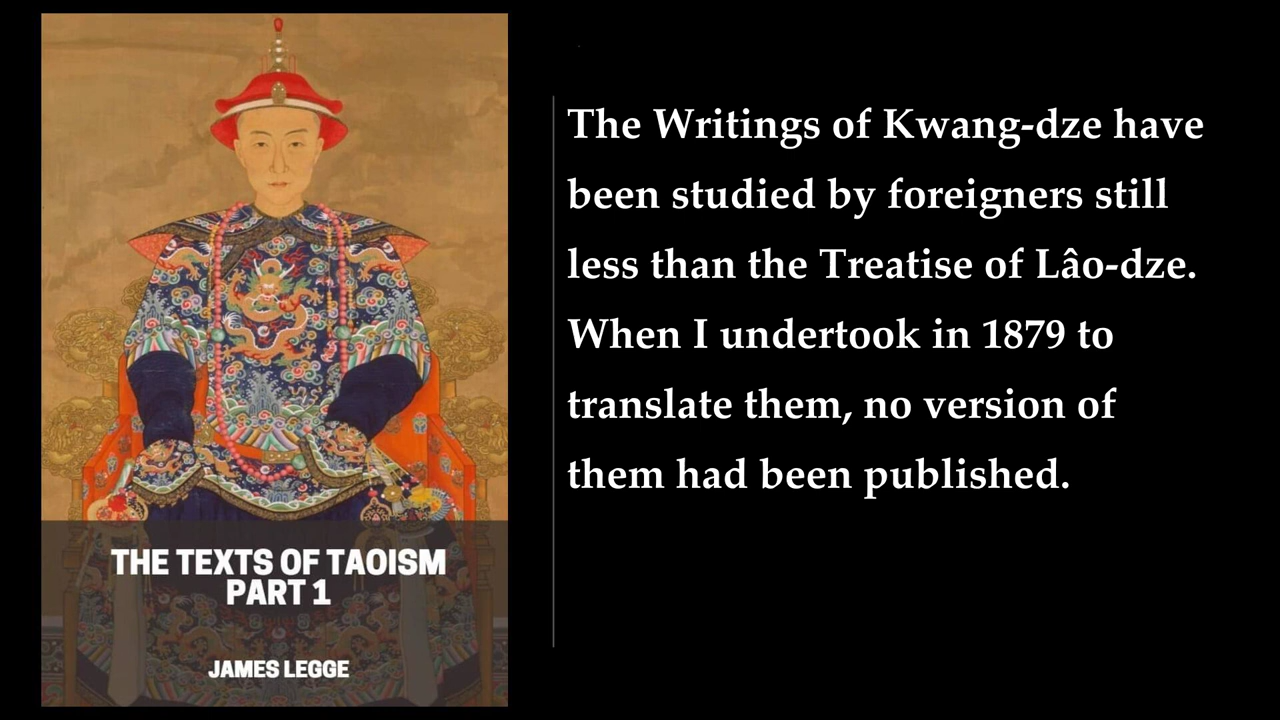 The Writings of Kwang-dze have
been studied by foreigners still
less than the Treatise of Lâo-dze.
When I undertook in 1879 to
translate them, no version of
them had been published.
THE TEXTS OF TAOISM
PART 1
JAMES LEGGE